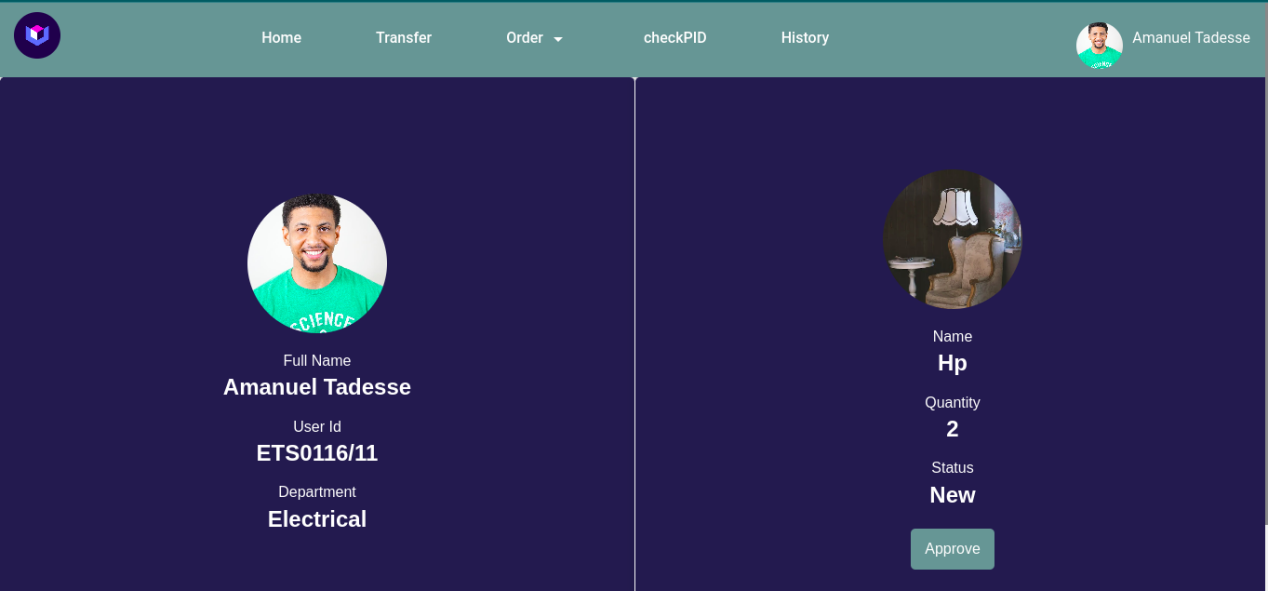 Home
Transfer
Order
checkPID
History
Amanuel Tadesse
SCIENCE
Full Name
Amanuel Tadesse
User Id
ETS0116/11
Department
Electrical
Name
Hp
Quantity
2
Status
New
Approve